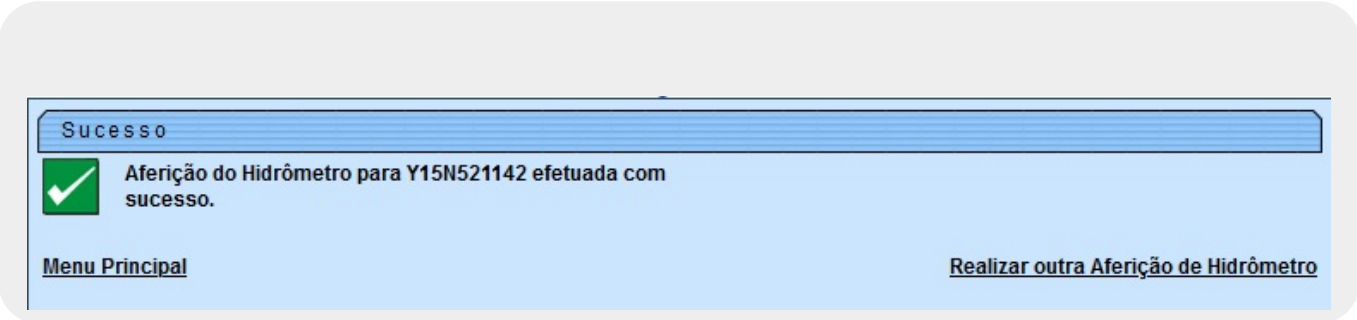 Sucesso
Aferição do Hidrômetro para Y15N521142 efetuada com
sucesso.
Menu Principal
Realizar outra Aferição de Hidrômetro